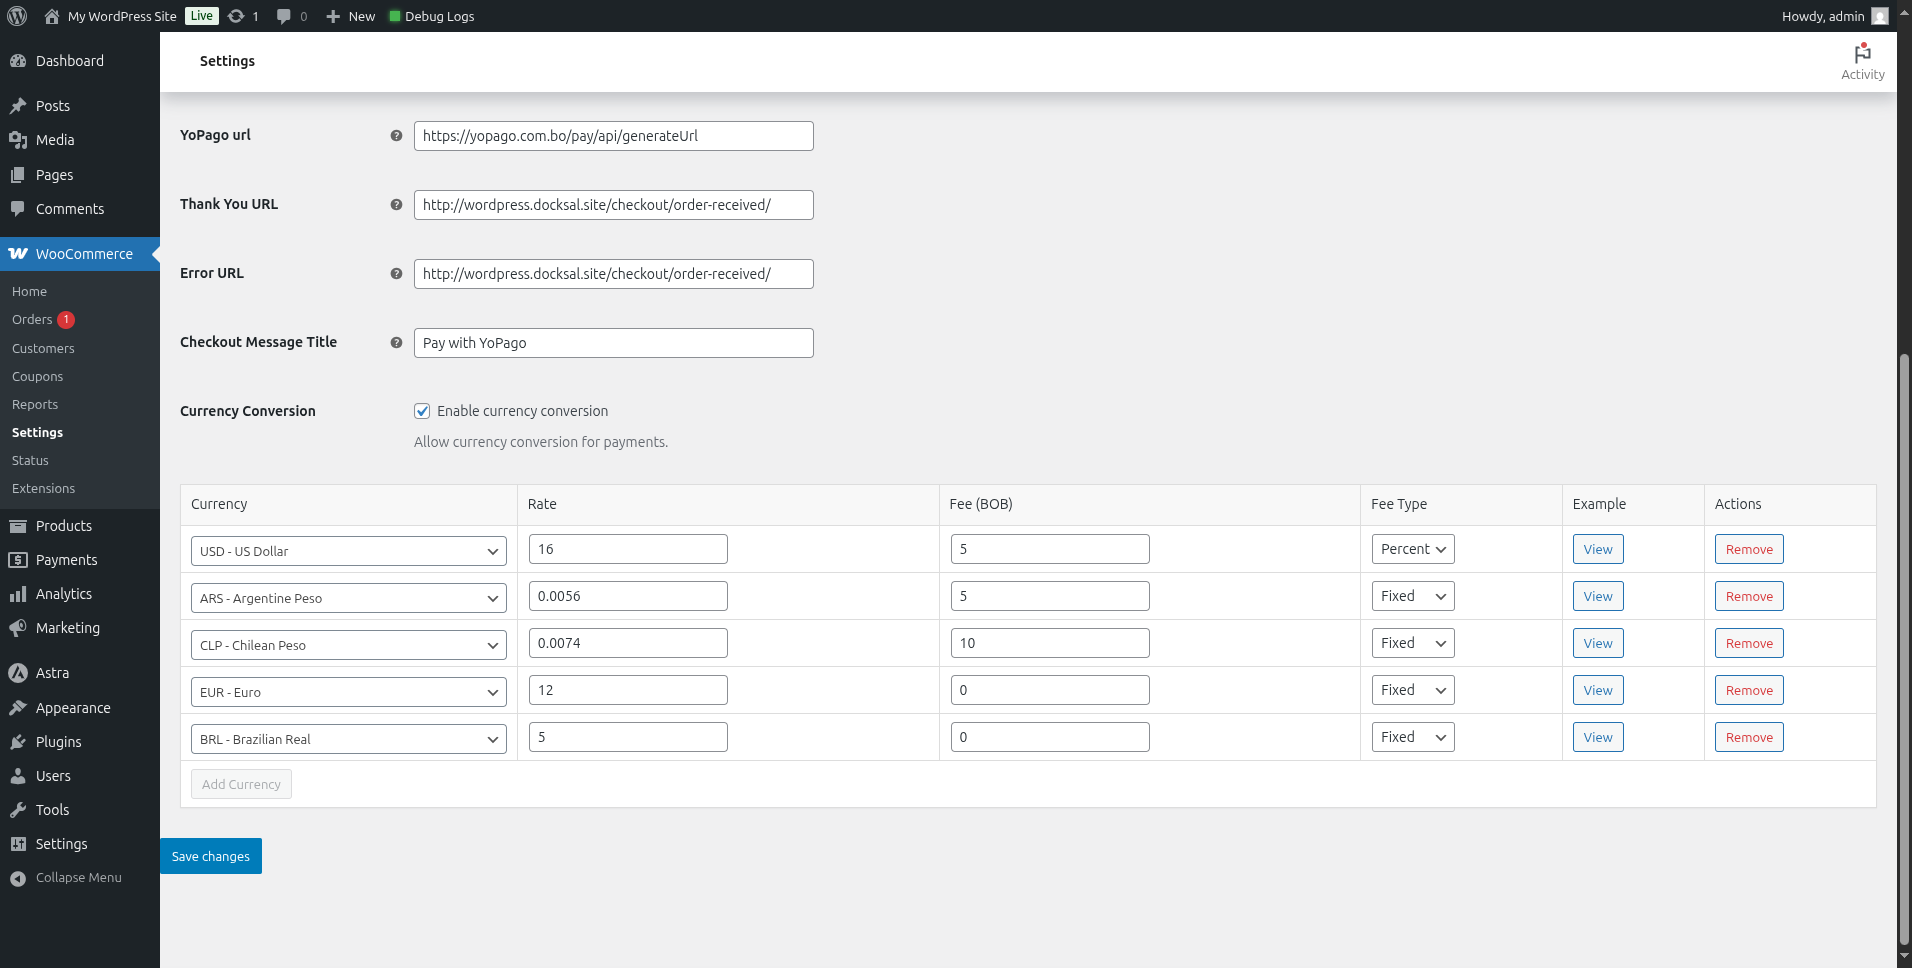 My WordPress Site Live 1 0 New Debug Logs Howdy, admin
Dashboard
Posts
Media
Pages
Comments
WooCommerce
Home
Orders 1
Customers
Coupons
Reports
Settings
Status
Extensions
Products
Payments
Analytics
Marketing
Astra
Appearance
Plugins
Users
Tools
Settings
Collapse Menu
Settings
Activity
YoPago url ? https://yopago.com.bo/pay/api/generateUrl
Thank You URL ? http://wordpress.docksal.site/checkout/order-received/
Error URL ? http://wordpress.docksal.site/checkout/order-received/
Checkout Message Title ? Pay with YoPago
Currency Conversion Enable currency conversion
Allow currency conversion for payments.
Currency Rate Fee (BOB) Fee Type Example Actions
USD - US Dollar 16 5 Percent View Remove
ARS - Argentine Peso 0.0056 5 Fixed View Remove
CLP - Chilean Peso 0.0074 10 Fixed View Remove
EUR - Euro 12 0 Fixed View Remove
BRL - Brazilian Real 5 0 Fixed View Remove
Add Currency
Save changes